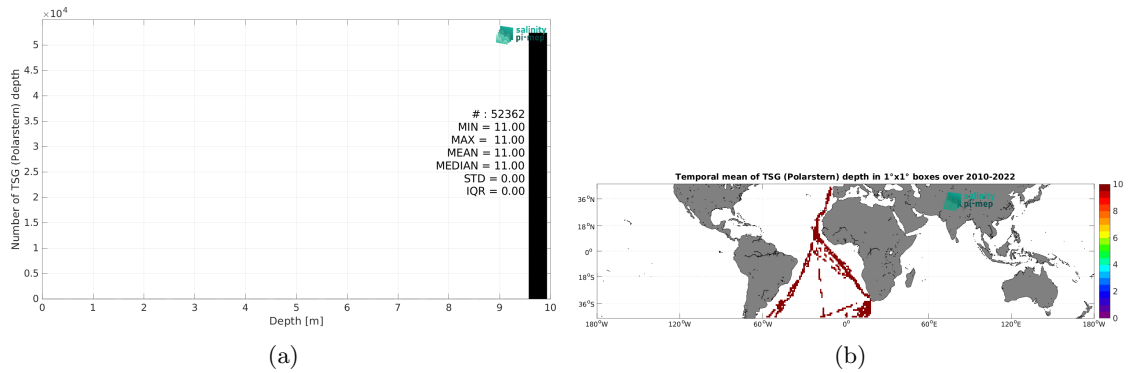 ×10⁴
5
4.5
4
3.5
3
2.5
2
1.5
1
0.5
0
Number of TSG (Polarstern) depth
salinity
pi-mep
# : 52362
MIN = 11.00
MAX = 11.00
MEAN = 11.00
MEDIAN = 11.00
STD = 0.00
IQR = 0.00
0 1 2 3 4 5 6 7 8 9 10
Depth [m]
(a)
Temporal mean of TSG (Polarstern) depth in 1°x1° boxes over 2010-2022
salinity
pi-mep
36°N
18°N
0°
18°S
36°S
180°W 120°W 60°W 0° 60°E 120°E 180°W
10
8
6
4
2
0
(b)